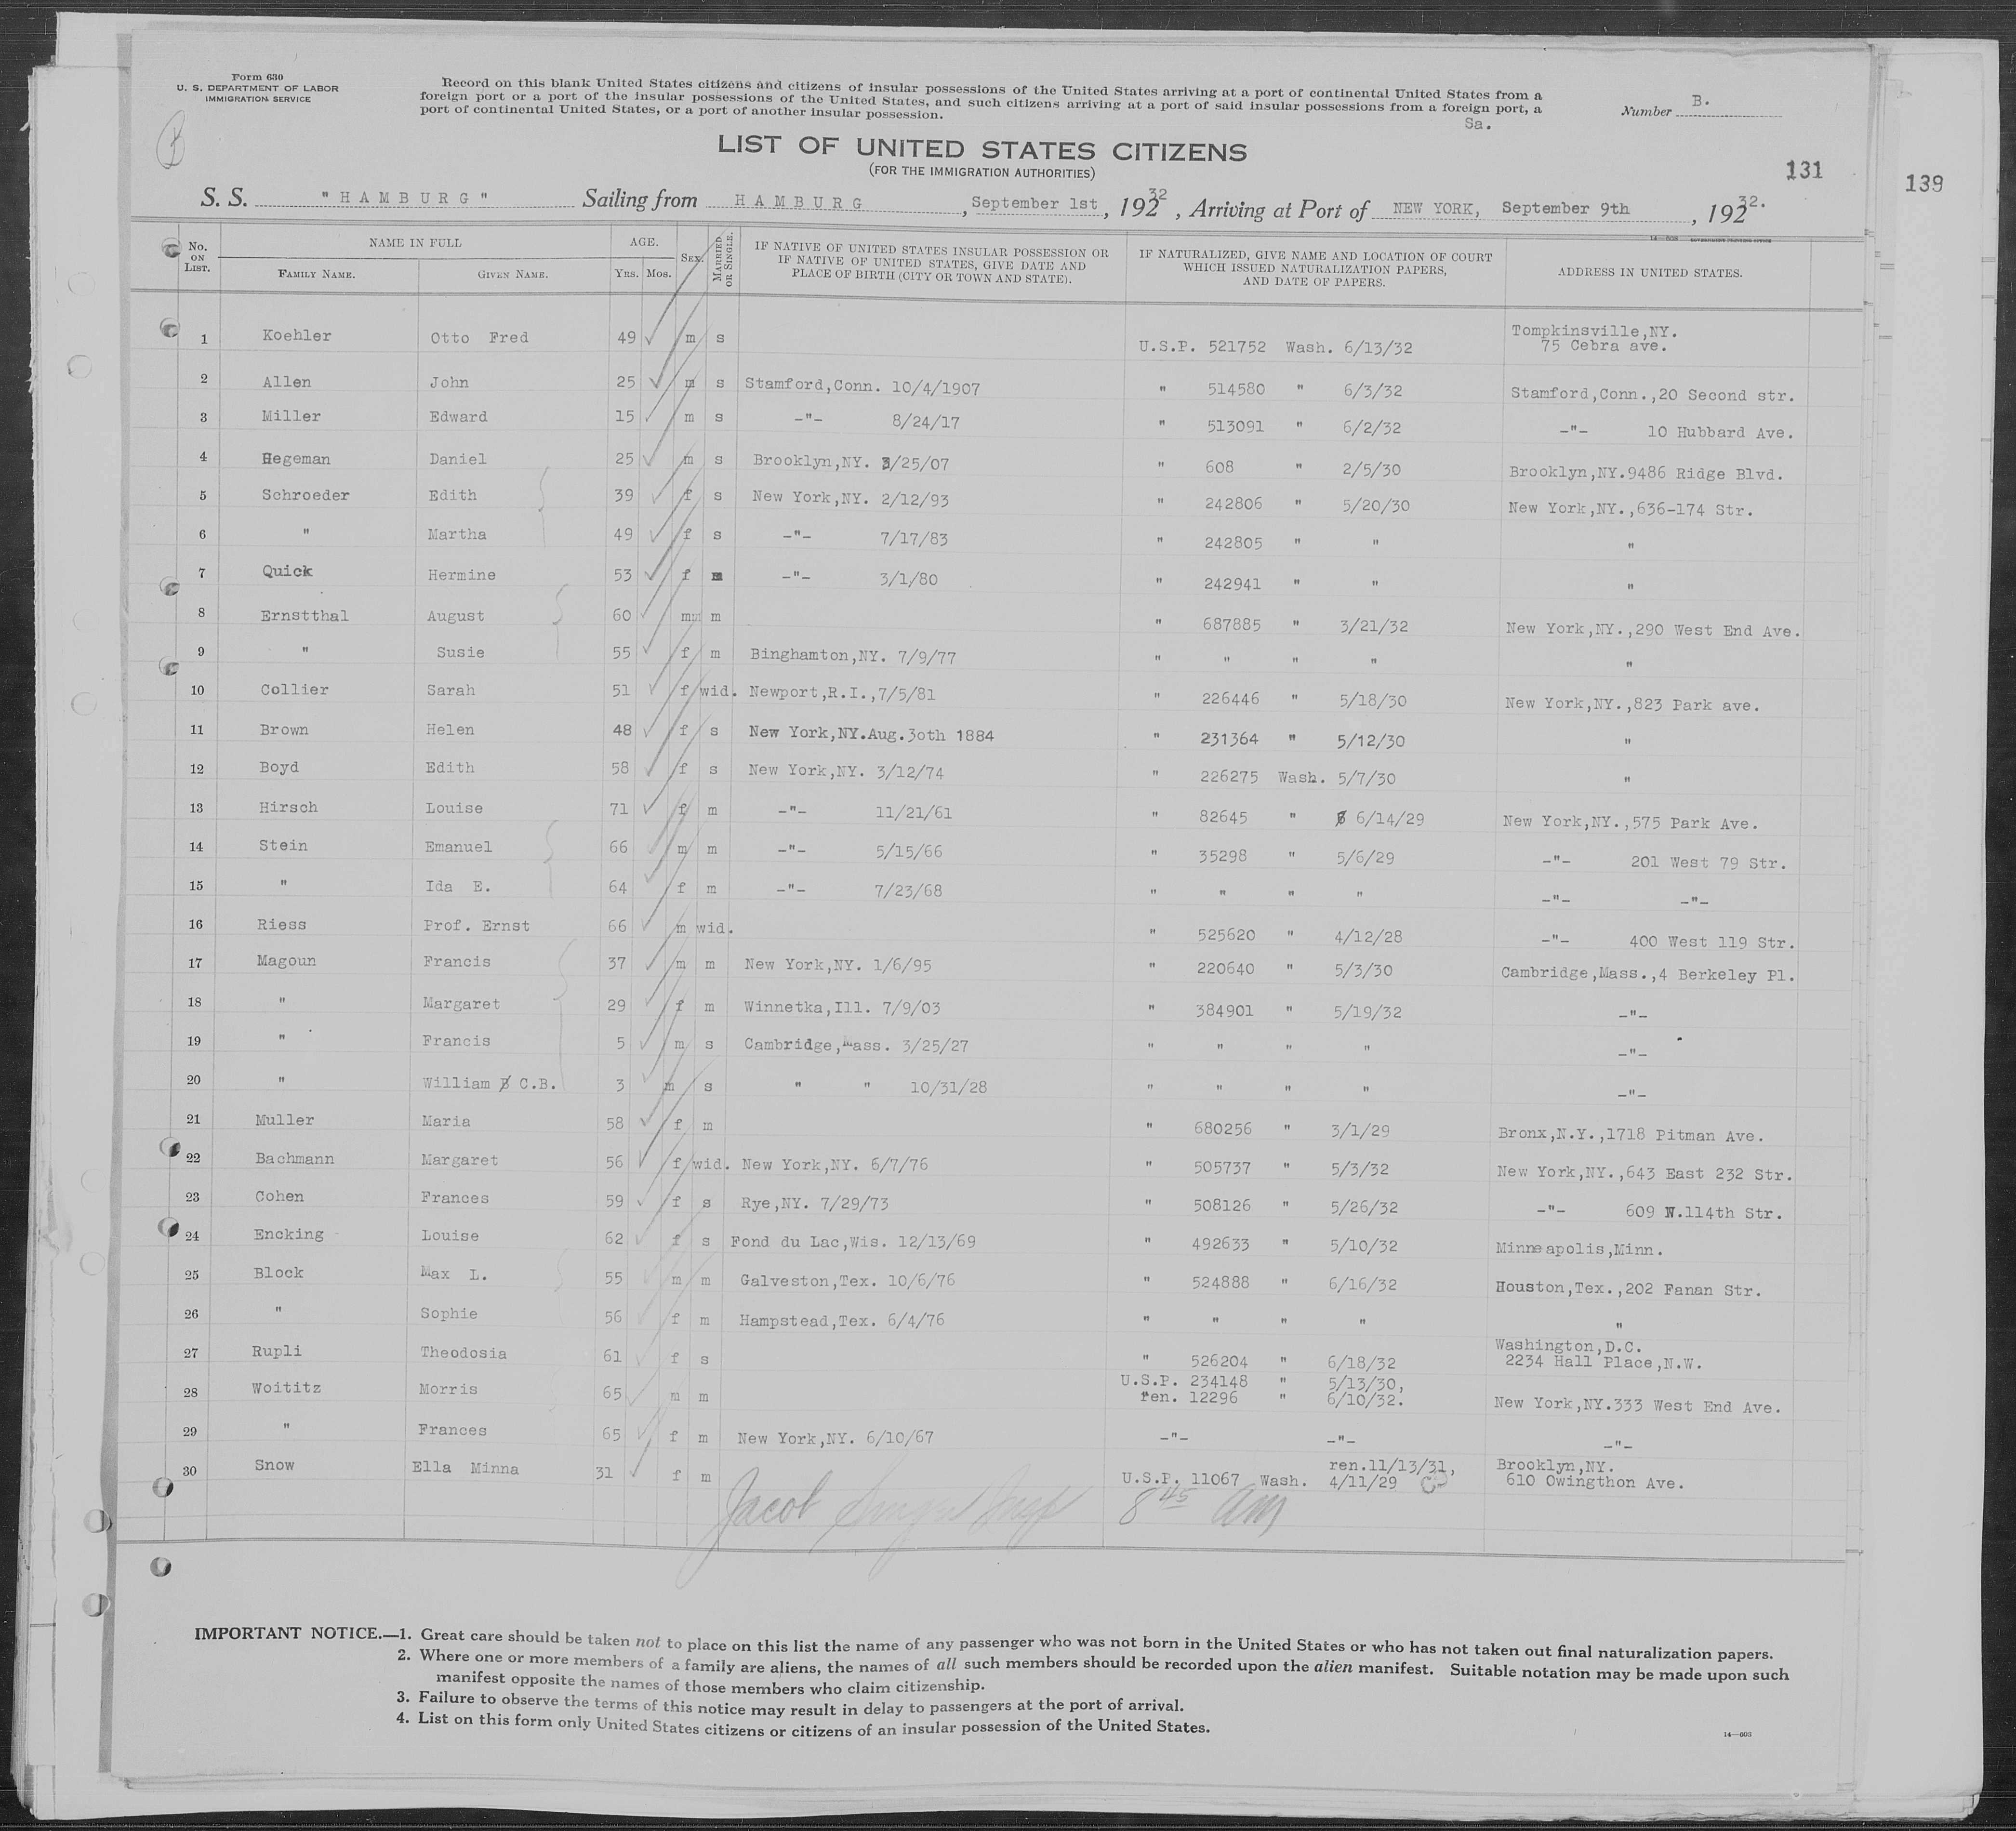 Form 630
U. S. DEPARTMENT OF LABOR
IMMIGRATION SERVICE
Record on this blank United States citizens and citizens of insular possessions of the United States arriving at a port of continental United States from a
foreign port or a port of the insular possessions of the United States, and such citizens arriving at a port of said insular possessions from a foreign port, a
port of continental United States, or a port of another insular possession.
Number B.
Sa.
LIST OF UNITED STATES CITIZENS
(FOR THE IMMIGRATION AUTHORITIES)
131
139
S. S. "HAMBURG" Sailing from HAMBURG, September 1st, 192 32, Arriving at Port of NEW YORK, September 9th, 192 32.
No. ON LIST. NAME IN FULL FAMILY NAME. GIVEN NAME. AGE. Yrs. Mos. SEX. MARRIED OR SINGLE. IF NATIVE OF UNITED STATES INSULAR POSSESSION OR IF NATIVE OF UNITED STATES, GIVE DATE AND PLACE OF BIRTH (CITY OR TOWN AND STATE). IF NATURALIZED, GIVE NAME AND LOCATION OF COURT WHICH ISSUED NATURALIZATION PAPERS, AND DATE OF PAPERS. ADDRESS IN UNITED STATES.
1 Koehler Otto Fred 49 m s U.S.P. 521752 Wash. 6/13/32 Tompkinsville,NY. 75 Cebra ave.
2 Allen John 25 m s Stamford,Conn. 10/4/1907 " 514580 " 6/3/32 Stamford,Conn.,20 Second str.
3 Miller Edward 15 m s -"- 8/24/17 " 513091 " 6/2/32 -"- 10 Hubbard Ave.
4 Hegeman Daniel 25 m s Brooklyn,NY. 3/25/07 " 608 " 2/5/30 Brooklyn,NY.9486 Ridge Blvd.
5 Schroeder Edith 39 f s New York,NY. 2/12/93 " 242806 " 5/20/30 New York,NY.,636-174 Str.
6 " Martha 49 f s -"- 7/17/83 " 242805 " " "
7 Quick Hermine 53 f m -"- 3/1/80 " 242941 " " "
8 Ernstthal August 60 m m " 687885 " 3/21/32 New York,NY.,290 West End Ave.
9 " Susie 55 f m Binghamton,NY. 7/9/77 " " " " "
10 Collier Sarah 51 f wid. Newport,R.I.,7/5/81 " 226446 " 5/18/30 New York,NY.,823 Park ave.
11 Brown Helen 48 f s New York,NY.Aug.3oth 1884 " 231364 " 5/12/30 "
12 Boyd Edith 58 f s New York,NY. 3/12/74 " 226275 Wash. 5/7/30 "
13 Hirsch Louise 71 f m -"- 11/21/61 " 82645 " 6/14/29 New York,NY.,575 Park Ave.
14 Stein Emanuel 66 m m -"- 5/15/66 " 35298 " 5/6/29 -"- 201 West 79 Str.
15 " Ida E. 64 f m -"- 7/23/68 " " " " -"- -"-
16 Riess Prof. Ernst 66 m wid. " 525620 " 4/12/28 -"- 400 West 119 Str.
17 Magoun Francis 37 m m New York,NY. 1/6/95 " 220640 " 5/3/30 Cambridge,Mass.,4 Berkeley Pl.
18 " Margaret 29 f m Winnetka,Ill. 7/9/03 " 384901 " 5/19/32 -"-
19 " Francis 5 m s Cambridge,Mass. 3/25/27 " " " " -"-
20 " William C.B. 3 m s " " 10/31/28 " " " " -"-
21 Muller Maria 58 f m " 680256 " 3/1/29 Bronx,N.Y.,1718 Pitman Ave.
22 Bachmann Margaret 56 f wid. New York,NY. 6/7/76 " 505737 " 5/3/32 New York,NY.,643 East 232 Str.
23 Cohen Frances 59 f s Rye,NY. 7/29/73 " 508126 " 5/26/32 -"- 609 W.114th Str.
24 Encking Louise 62 f s Fond du Lac,Wis. 12/13/69 " 492633 " 5/10/32 Minneapolis,Minn.
25 Block Max L. 55 m m Galveston,Tex. 10/6/76 " 524888 " 6/16/32 Houston,Tex.,202 Fanan Str.
26 " Sophie 56 f m Hampstead,Tex. 6/4/76 " " " " "
27 Rupli Theodosia 61 f s " 526204 " 6/18/32 Washington,D.C. 2234 Hall Place,N.W.
28 Woititz Morris 65 m m U.S.P. 234148 " 5/13/30, ren. 12296 " 6/10/32. New York,NY.333 West End Ave.
29 " Frances 65 f m New York,NY. 6/10/67 -"- -"- -"-
30 Snow Ella Minna 31 f m U.S.P. 11067 Wash. ren.11/13/31, 4/11/29 Brooklyn,NY. 610 Owingthon Ave.
Jacob 8 45 am
IMPORTANT NOTICE.—1. Great care should be taken not to place on this list the name of any passenger who was not born in the United States or who has not taken out final naturalization papers.
2. Where one or more members of a family are aliens, the names of all such members should be recorded upon the alien manifest. Suitable notation may be made upon such
manifest opposite the names of those members who claim citizenship.
3. Failure to observe the terms of this notice may result in delay to passengers at the port of arrival.
4. List on this form only United States citizens or citizens of an insular possession of the United States.
14—603